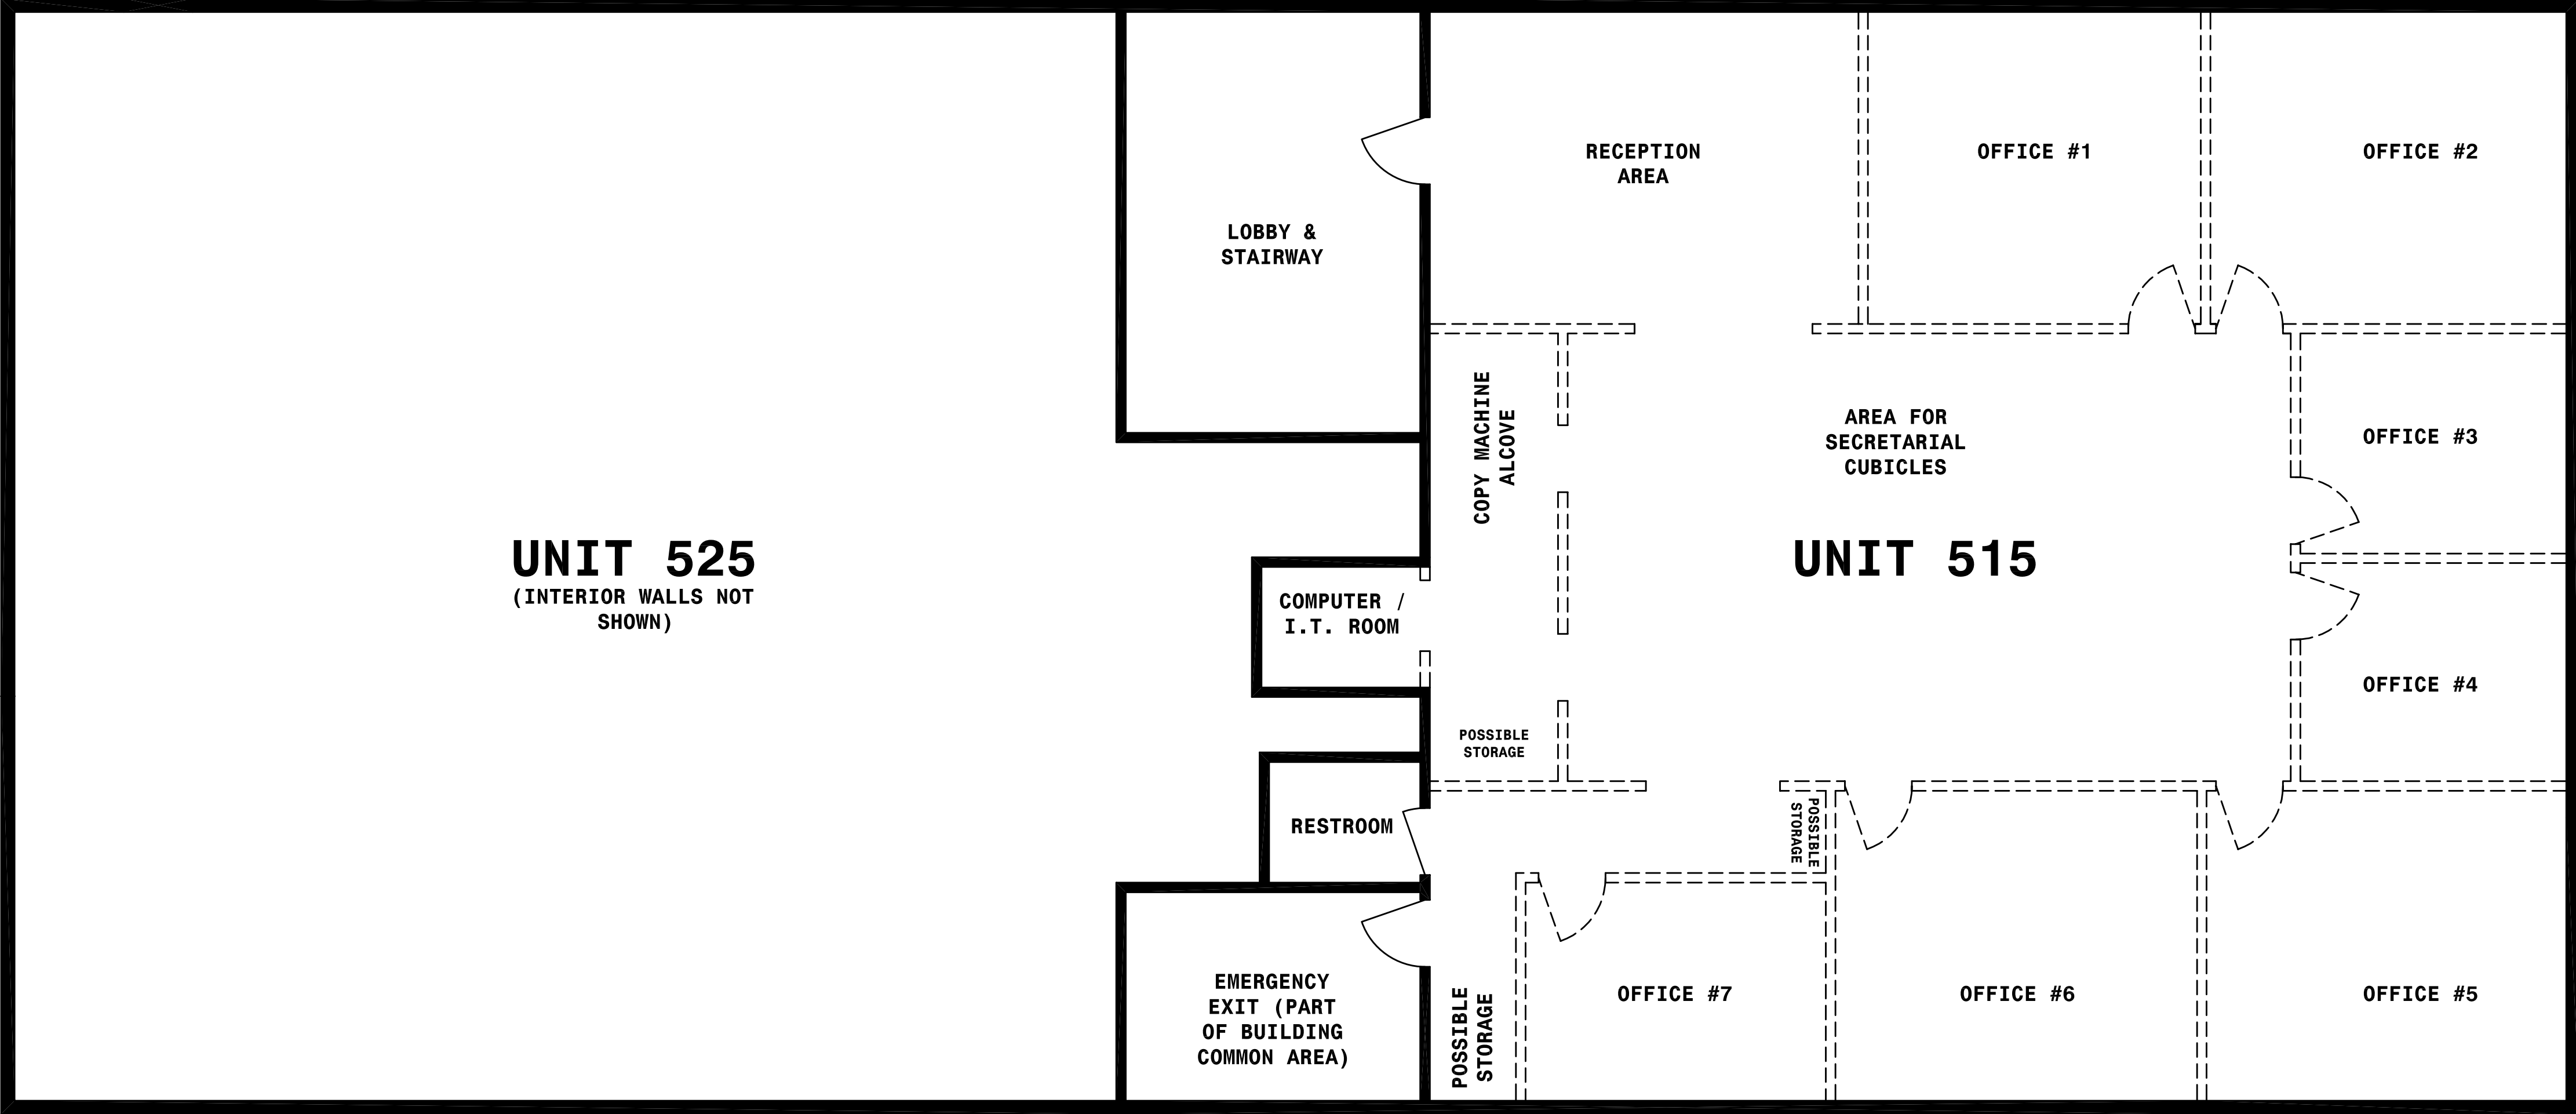 RECEPTION
AREA
OFFICE #1
OFFICE #2
LOBBY &
STAIRWAY
COPY MACHINE
ALCOVE
AREA FOR
SECRETARIAL
CUBICLES
OFFICE #3
UNIT 525
(INTERIOR WALLS NOT
SHOWN)
UNIT 515
COMPUTER /
I.T. ROOM
OFFICE #4
POSSIBLE
STORAGE
RESTROOM
POSSIBLE
STORAGE
EMERGENCY
EXIT (PART
OF BUILDING
COMMON AREA)
POSSIBLE
STORAGE
OFFICE #7
OFFICE #6
OFFICE #5